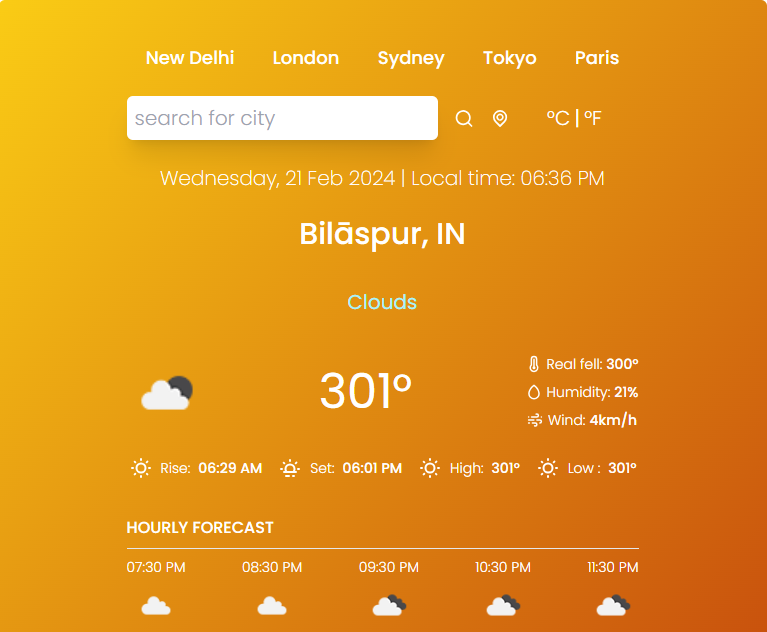 New Delhi London Sydney Tokyo Paris
search for city °C | °F
Wednesday, 21 Feb 2024 | Local time: 06:36 PM
Bilāspur, IN
Clouds
Real fell: 300°
301°
Humidity: 21%
Wind: 4km/h
Rise: 06:29 AM Set: 06:01 PM High: 301° Low : 301°
HOURLY FORECAST
07:30 PM 08:30 PM 09:30 PM 10:30 PM 11:30 PM